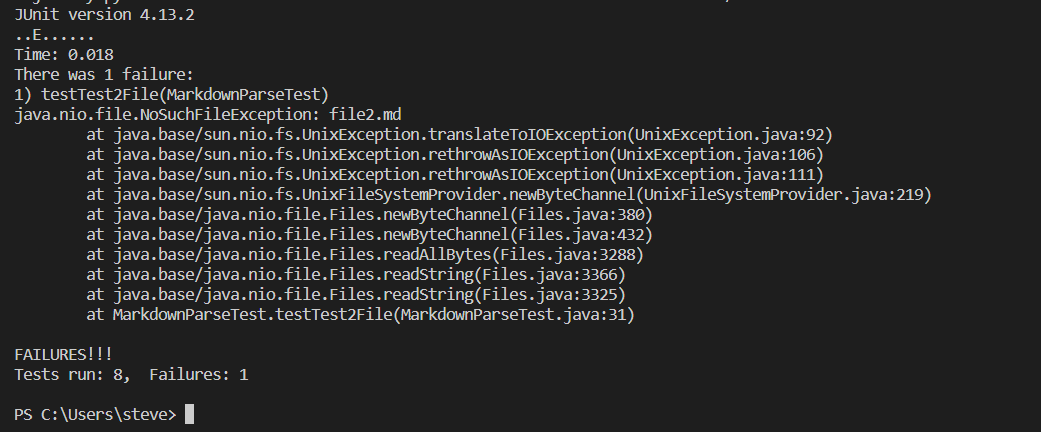 JUnit version 4.13.2
..E......
Time: 0.018
There was 1 failure:
1) testTest2File(MarkdownParseTest)
java.nio.file.NoSuchFileException: file2.md
        at java.base/sun.nio.fs.UnixException.translateToIOException(UnixException.java:92)
        at java.base/sun.nio.fs.UnixException.rethrowAsIOException(UnixException.java:106)
        at java.base/sun.nio.fs.UnixException.rethrowAsIOException(UnixException.java:111)
        at java.base/sun.nio.fs.UnixFileSystemProvider.newByteChannel(UnixFileSystemProvider.java:219)
        at java.base/java.nio.file.Files.newByteChannel(Files.java:380)
        at java.base/java.nio.file.Files.newByteChannel(Files.java:432)
        at java.base/java.nio.file.Files.readAllBytes(Files.java:3288)
        at java.base/java.nio.file.Files.readString(Files.java:3366)
        at java.base/java.nio.file.Files.readString(Files.java:3325)
        at MarkdownParseTest.testTest2File(MarkdownParseTest.java:31)
FAILURES!!!
Tests run: 8,  Failures: 1
PS C:\Users\steve>